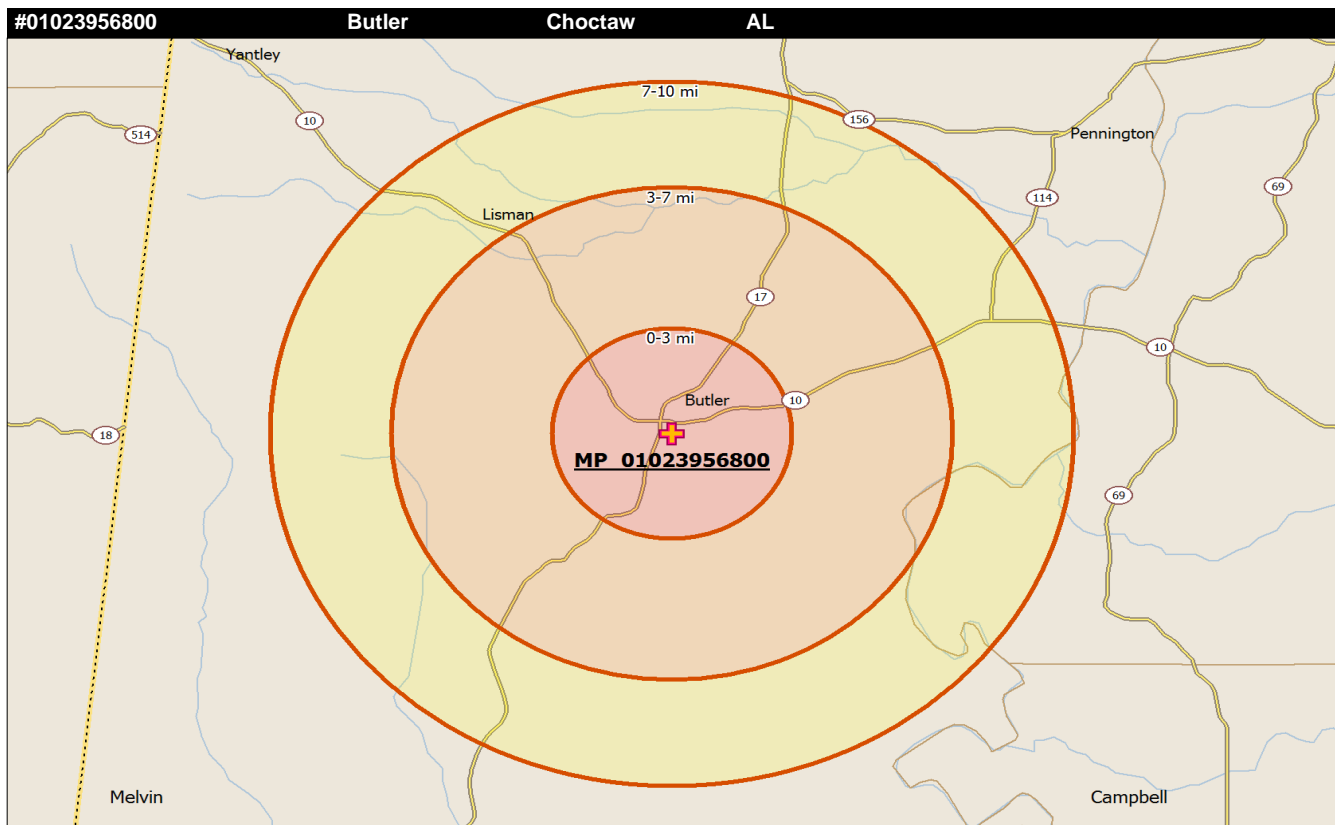 #01023956800 Butler Choctaw AL
Yantley
7-10 mi
10
156
514
Pennington
69
3-7 mi
114
Lisman
17
0-3 mi
10
Butler
10
18
MP 01023956800
69
Melvin
Campbell